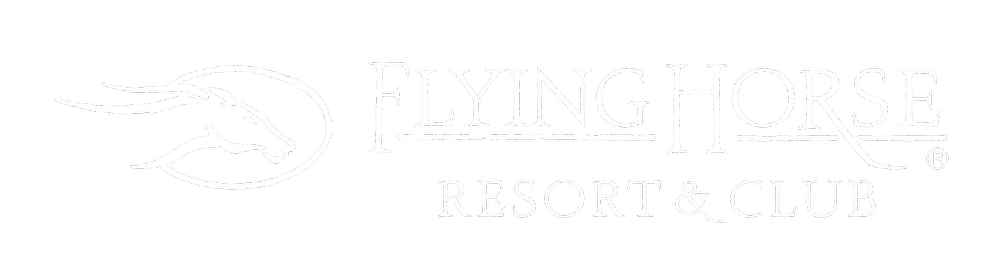 FLYING HORSE®
RESORT & CLUB